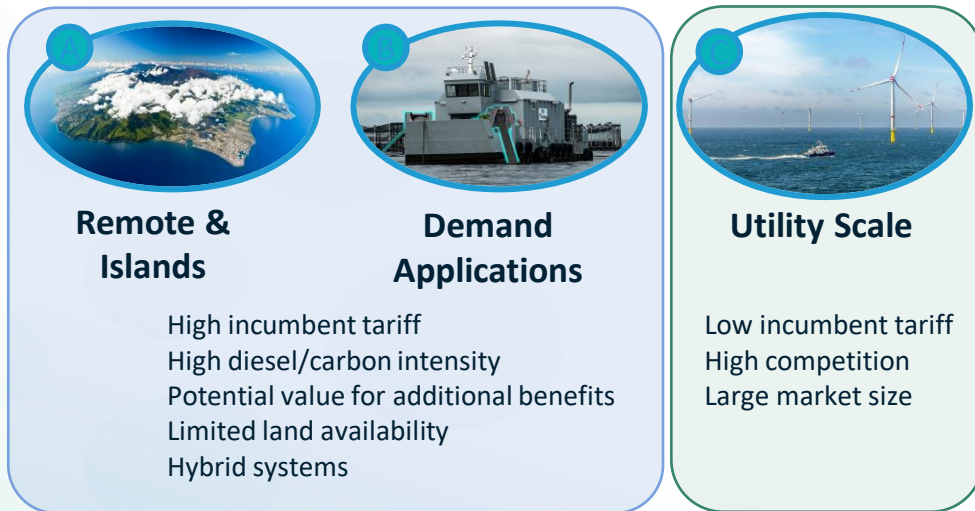 A
B
C
Remote &
Islands
Demand
Applications
Utility Scale
High incumbent tariff
High diesel/carbon intensity
Potential value for additional benefits
Limited land availability
Hybrid systems
Low incumbent tariff
High competition
Large market size